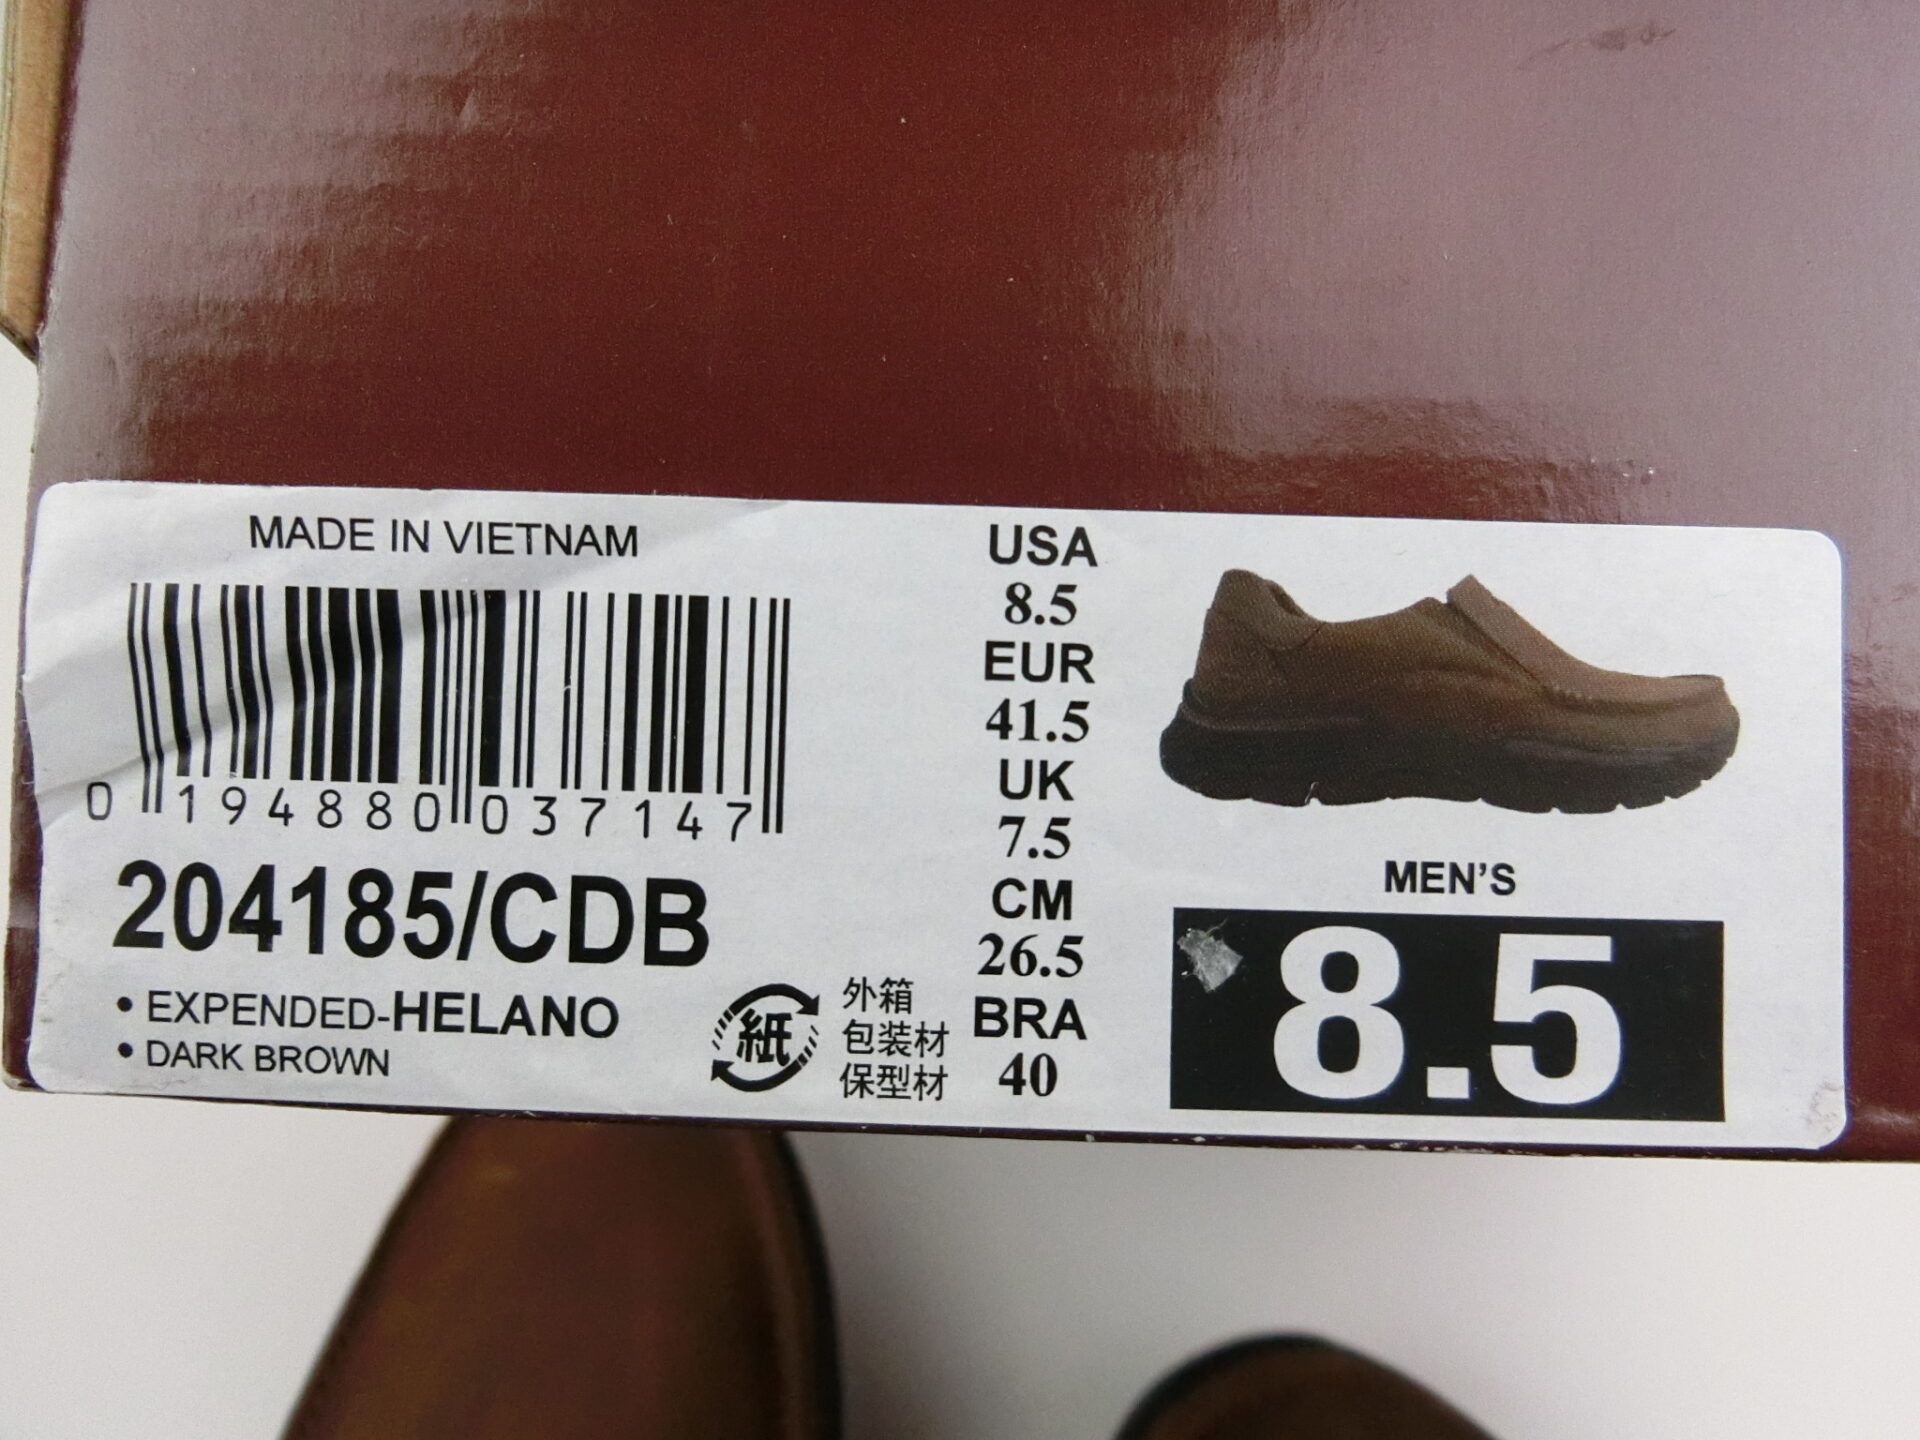 MADE IN VIETNAM
0 194880 037147
204185/CDB
• EXPENDED-HELANO
• DARK BROWN
紙
外箱
包装材
保型材
USA
8.5
EUR
41.5
UK
7.5
CM
26.5
BRA
40
MEN'S
8.5